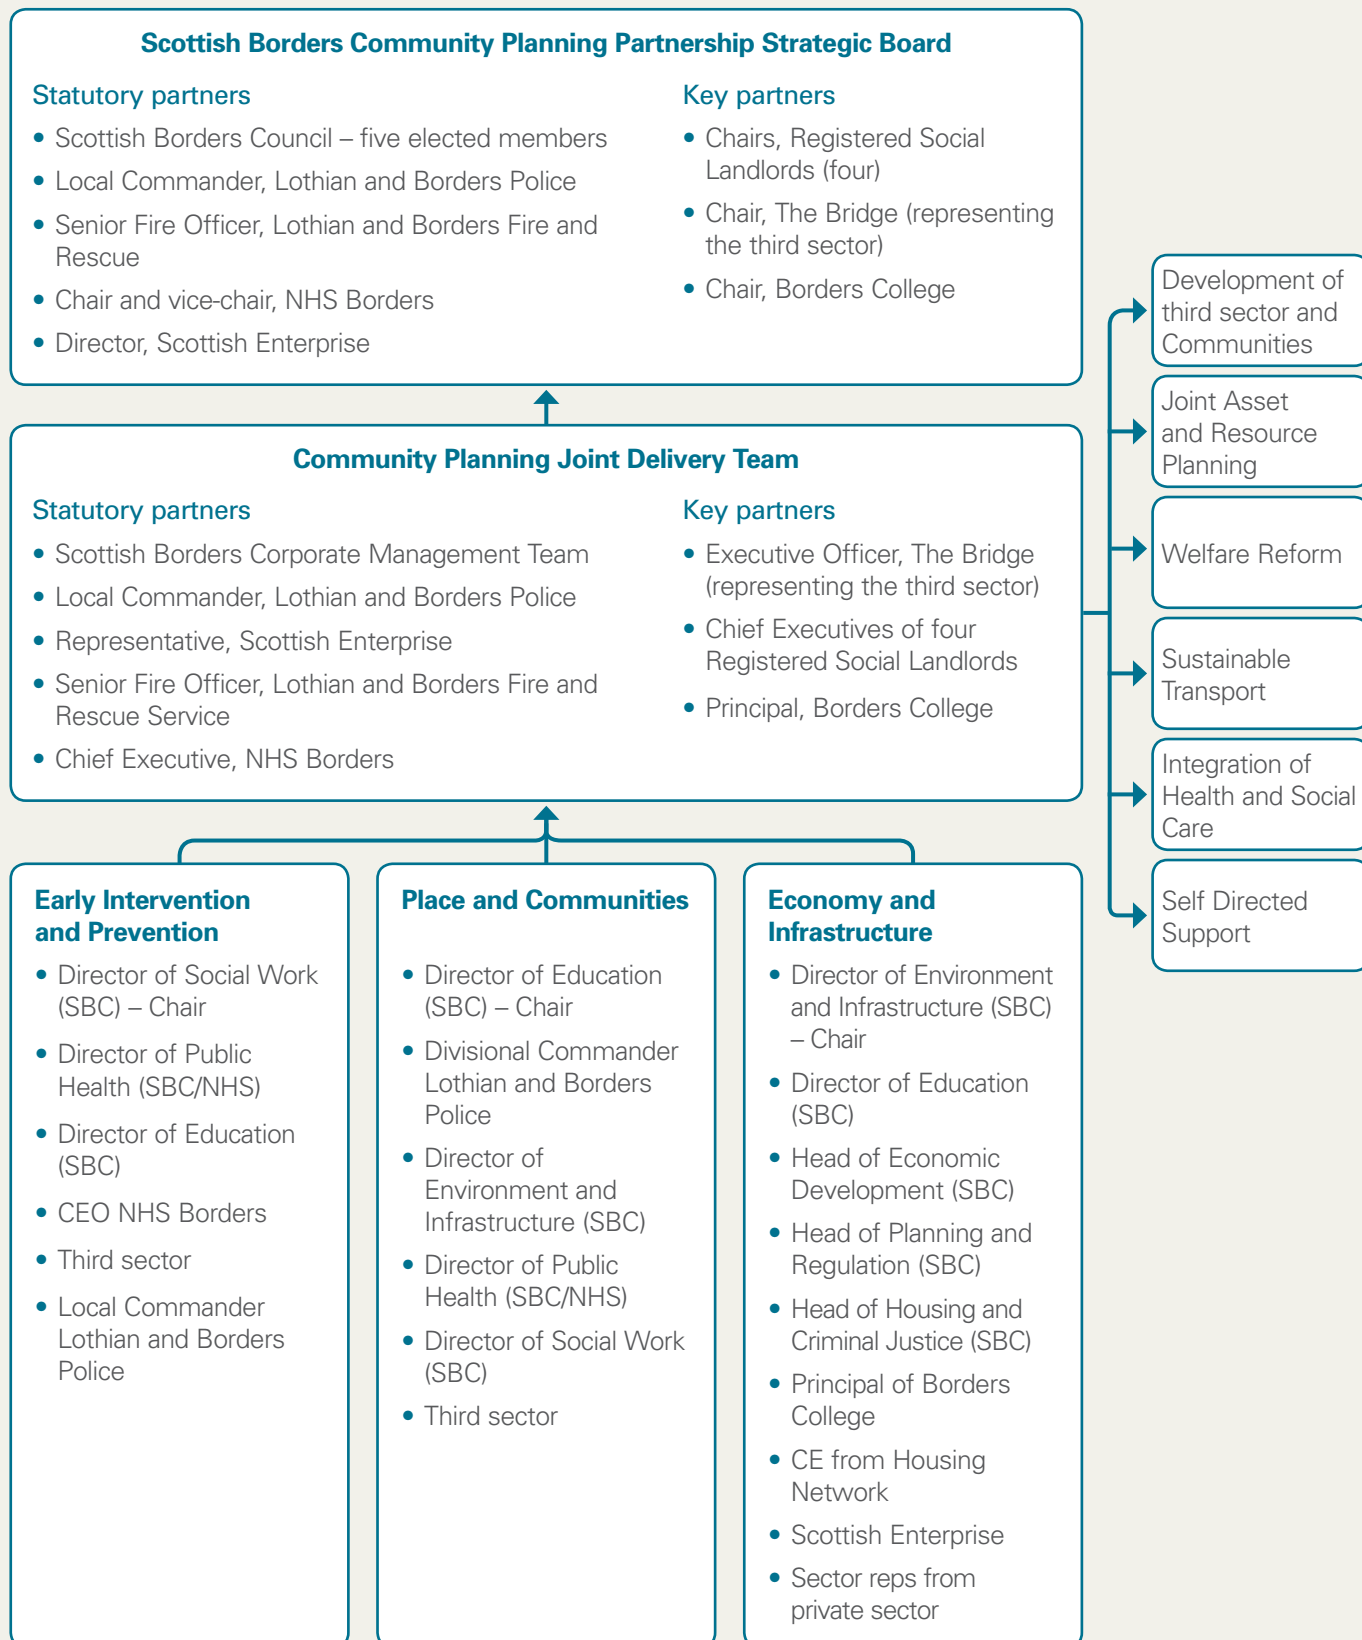 Scottish Borders Community Planning Partnership Strategic Board
Statutory partners
• Scottish Borders Council – five elected members
• Local Commander, Lothian and Borders Police
• Senior Fire Officer, Lothian and Borders Fire and
Rescue
• Chair and vice-chair, NHS Borders
• Director, Scottish Enterprise
Key partners
• Chairs, Registered Social
Landlords (four)
• Chair, The Bridge (representing
the third sector)
• Chair, Borders College
Community Planning Joint Delivery Team
Statutory partners
• Scottish Borders Corporate Management Team
• Local Commander, Lothian and Borders Police
• Representative, Scottish Enterprise
• Senior Fire Officer, Lothian and Borders Fire and
Rescue Service
• Chief Executive, NHS Borders
Key partners
• Executive Officer, The Bridge
(representing the third sector)
• Chief Executives of four
Registered Social Landlords
• Principal, Borders College
Development of
third sector and
Communities
Joint Asset
and Resource
Planning
Welfare Reform
Sustainable
Transport
Integration of
Health and Social
Care
Self Directed
Support
Early Intervention
and Prevention
• Director of Social Work
(SBC) – Chair
• Director of Public
Health (SBC/NHS)
• Director of Education
(SBC)
• CEO NHS Borders
• Third sector
• Local Commander
Lothian and Borders
Police
Place and Communities
• Director of Education
(SBC) – Chair
• Divisional Commander
Lothian and Borders
Police
• Director of
Environment and
Infrastructure (SBC)
• Director of Public
Health (SBC/NHS)
• Director of Social Work
(SBC)
• Third sector
Economy and
Infrastructure
• Director of Environment
and Infrastructure (SBC)
– Chair
• Director of Education
(SBC)
• Head of Economic
Development (SBC)
• Head of Planning and
Regulation (SBC)
• Head of Housing and
Criminal Justice (SBC)
• Principal of Borders
College
• CE from Housing
Network
• Scottish Enterprise
• Sector reps from
private sector